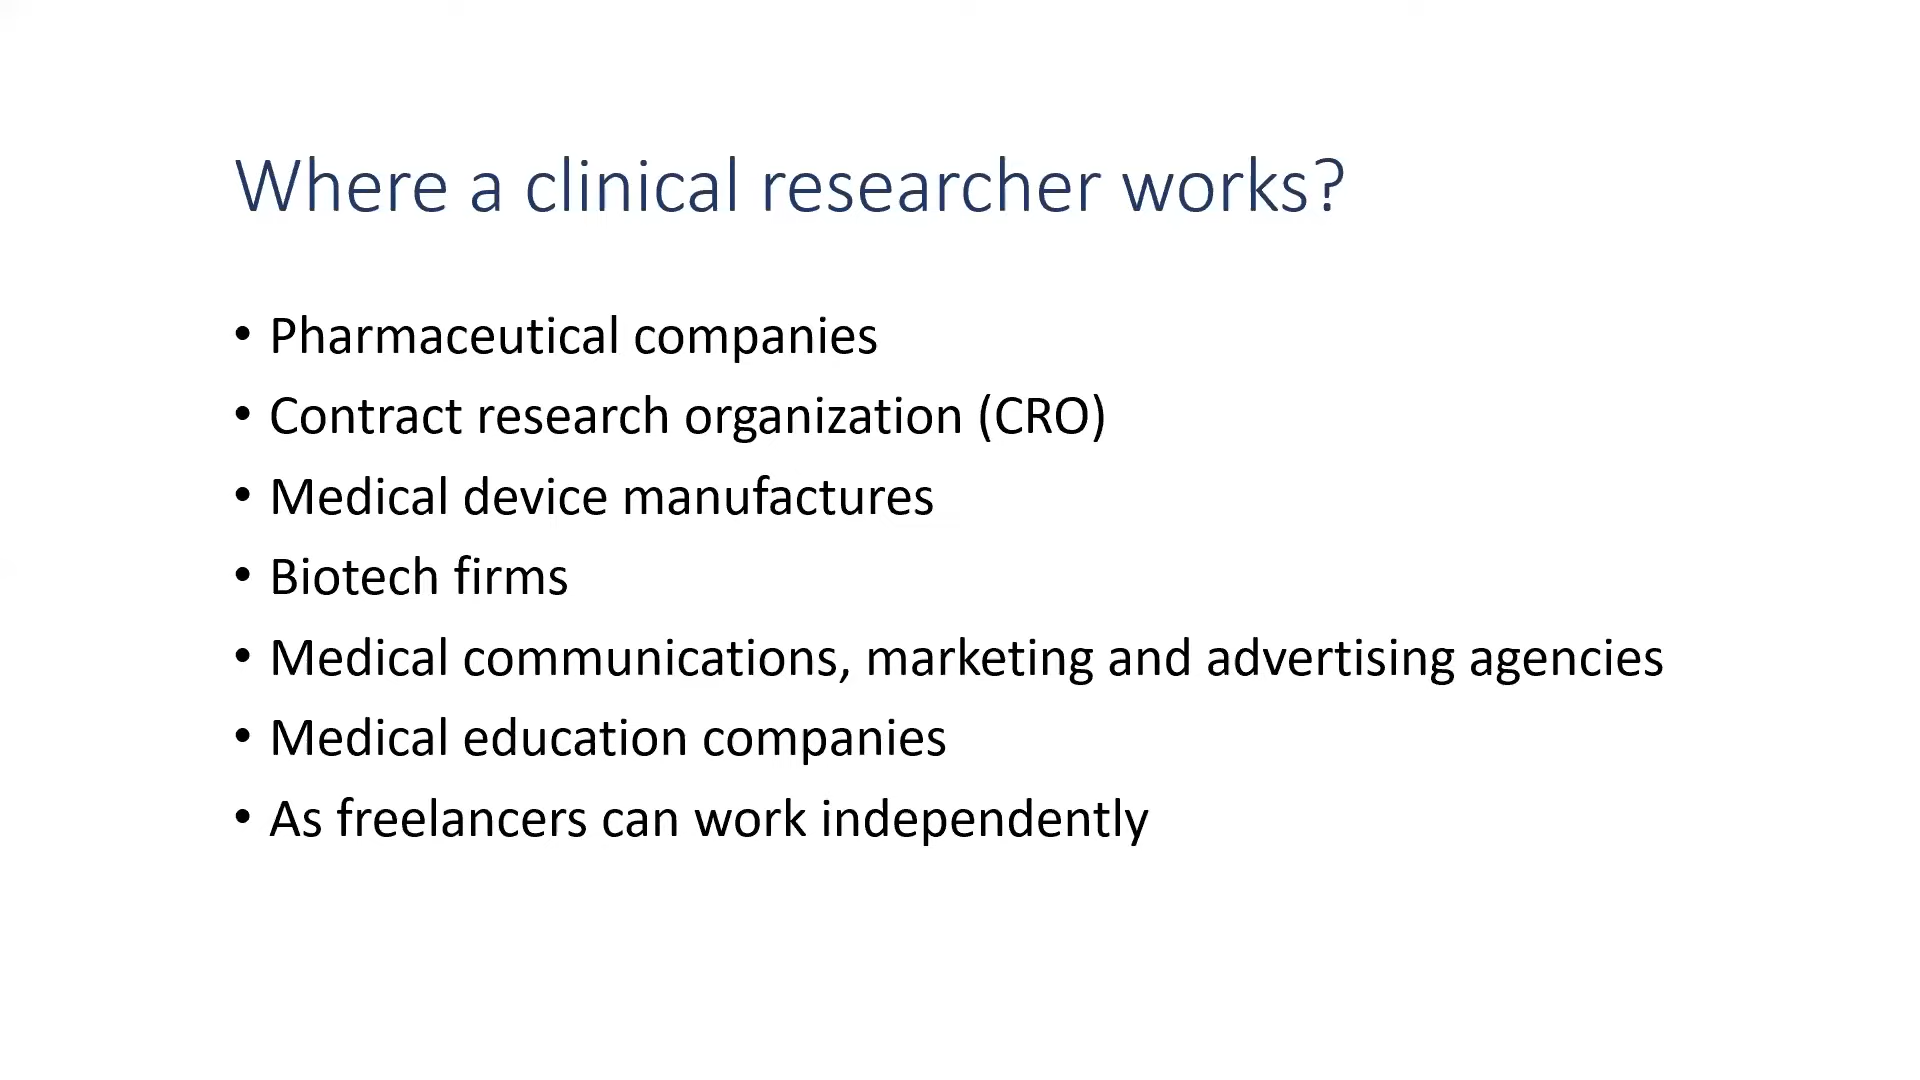 Where a clinical researcher works?
• Pharmaceutical companies
• Contract research organization (CRO)
• Medical device manufactures
• Biotech firms
• Medical communications, marketing and advertising agencies
• Medical education companies
• As freelancers can work independently